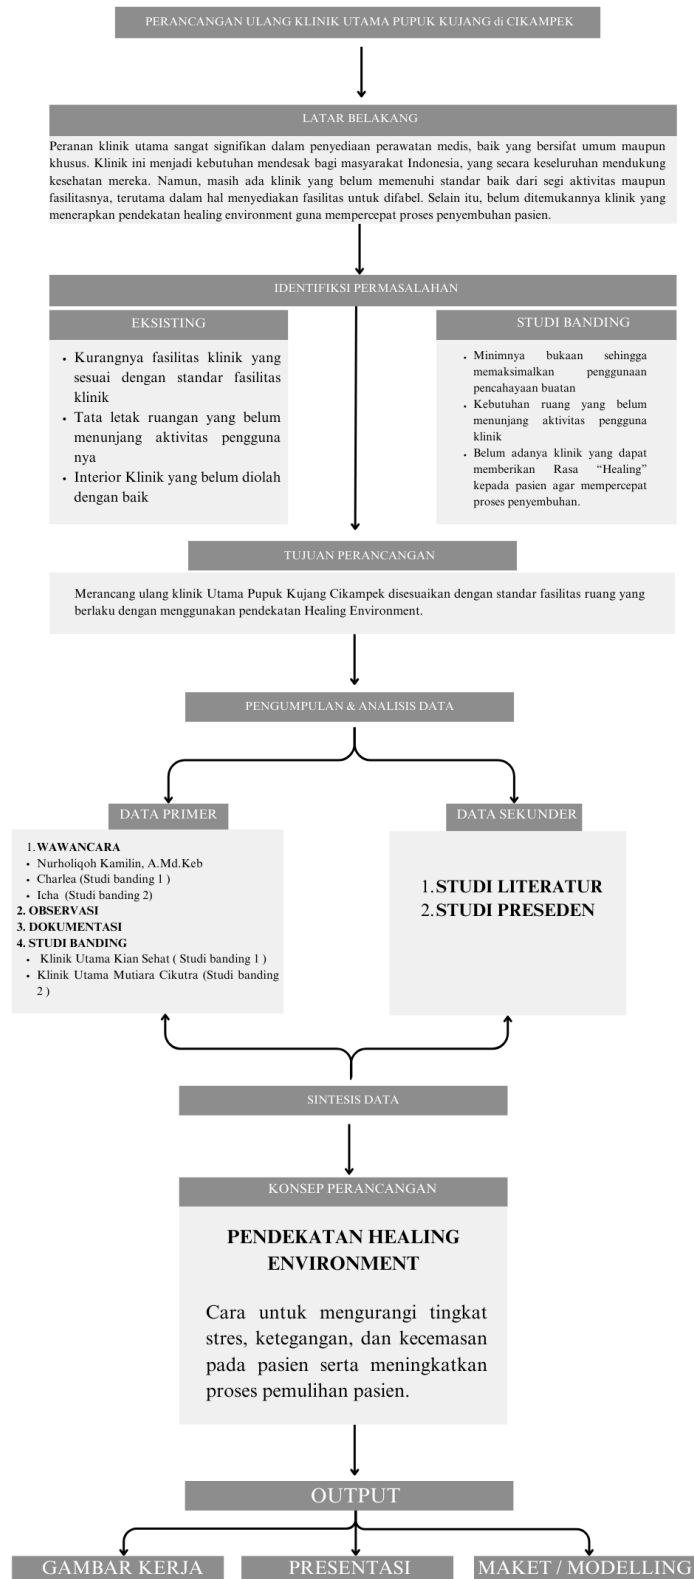 PERANCANGAN ULANG KLINIK UTAMA PUPUK KUJANG di CIKAMPEK
LATAR BELAKANG
Peranan klinik utama sangat signifikan dalam penyediaan perawatan medis, baik yang bersifat umum maupun
khusus. Klinik ini menjadi kebutuhan mendesak bagi masyarakat Indonesia, yang secara keseluruhan mendukung
kesehatan mereka. Namun, masih ada klinik yang belum memenuhi standar baik dari segi aktivitas maupun
fasilitasnya, terutama dalam hal menyediakan fasilitas untuk difabel. Selain itu, belum ditemukannya klinik yang
menerapkan pendekatan healing environment guna mempercepat proses penyembuhan pasien.
IDENTIFIKSI PERMASALAHAN
EKSISTING
• Kurangnya fasilitas klinik yang
sesuai dengan standar fasilitas
klinik
• Tata letak ruangan yang belum
menunjang aktivitas pengguna
nya
• Interior Klinik yang belum diolah
dengan baik
STUDI BANDING
• Minimnya bukaan sehingga
memaksimalkan penggunaan
pencahayaan buatan
• Kebutuhan ruang yang belum
menunjang aktivitas pengguna
klinik
• Belum adanya klinik yang dapat
memberikan Rasa “Healing”
kepada pasien agar mempercepat
proses penyembuhan.
TUJUAN PERANCANGAN
Merancang ulang klinik Utama Pupuk Kujang Cikampek disesuaikan dengan standar fasilitas ruang yang
berlaku dengan menggunakan pendekatan Healing Environment.
PENGUMPULAN & ANALISIS DATA
DATA PRIMER
1. WAWANCARA
• Nurholiqoh Kamilin, A.Md.Keb
• Charlea (Studi banding 1 )
• Icha (Studi banding 2)
2. OBSERVASI
3. DOKUMENTASI
4. STUDI BANDING
• Klinik Utama Kian Sehat ( Studi banding 1 )
• Klinik Utama Mutiara Cikutra (Studi banding
2 )
DATA SEKUNDER
1. STUDI LITERATUR
2. STUDI PRESEDEN
SINTESIS DATA
KONSEP PERANCANGAN
PENDEKATAN HEALING
ENVIRONMENT
Cara untuk mengurangi tingkat
stres, ketegangan, dan kecemasan
pada pasien serta meningkatkan
proses pemulihan pasien.
OUTPUT
GAMBAR KERJA
PRESENTASI
MAKET / MODELLING